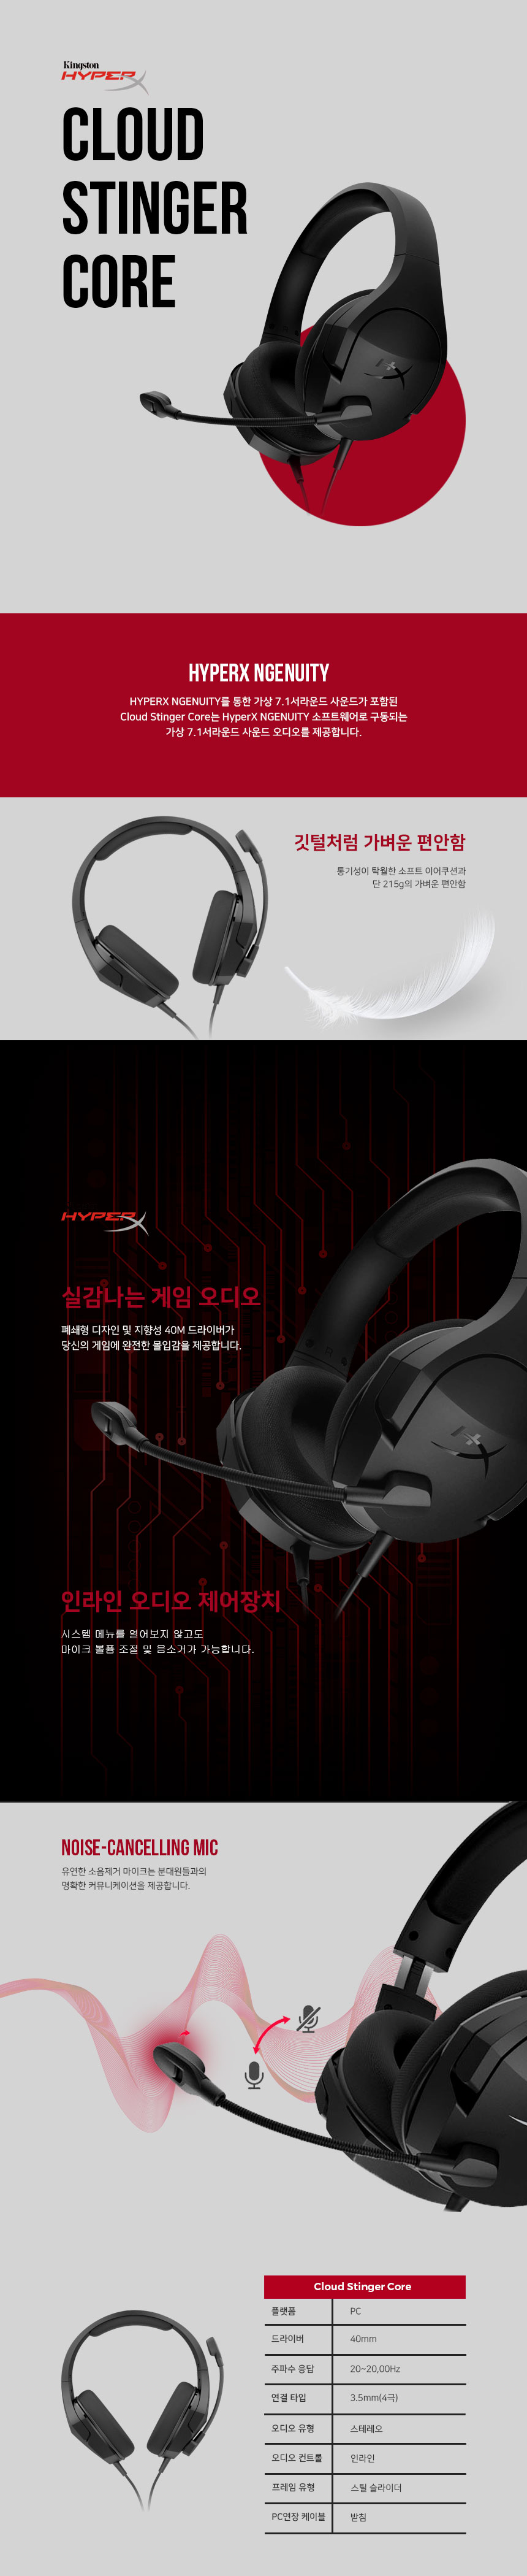 Kingston
HYPERX
CLOUD
STINGER
CORE
HYPERX NGENUITY
HYPERX NGENUITY를 통한 가상 7.1서라운드 사운드가 포함된
Cloud Stinger Core는 HyperX NGENUITY 소프트웨어로 구동되는
가상 7.1서라운드 사운드 오디오를 제공합니다.
깃털처럼 가벼운 편안함
통기성이 탁월한 소프트 이어쿠션과
단 215g의 가벼운 편안함
HYPERX
실감나는 게임 오디오
폐쇄형 디자인 및 지향성 40M 드라이버가
당신의 게임에 완전한 몰입감을 제공합니다.
인라인 오디오 제어장치
시스템 메뉴를 열어보지 않고도
마이크 볼륨 조절 및 음소거가 가능합니다.
NOISE-CANCELLING MIC
유연한 소음제거 마이크는 분대원들과의
명확한 커뮤니케이션을 제공합니다.
Cloud Stinger Core
플랫폼 PC
드라이버 40mm
주파수 응답 20~20,00Hz
연결 타입 3.5mm(4극)
오디오 유형 스테레오
오디오 컨트롤 인라인
프레임 유형 스틸 슬라이더
PC연장 케이블 받침